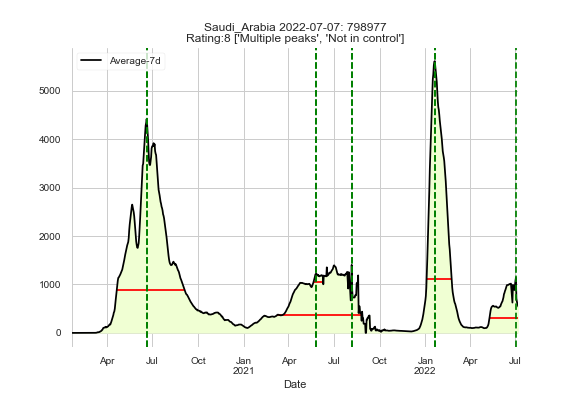 Saudi_Arabia 2022-07-07: 798977
Rating:8 ['Multiple peaks', 'Not in control']
Average-7d
5000
4000
3000
2000
1000
0
Apr Jul Oct Jan Apr Jul Oct Jan Apr Jul
2021 2022
Date